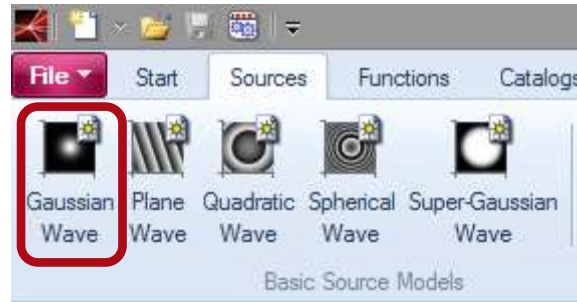 File Start Sources Functions Catalogs
Gaussian Plane Quadratic Spherical Super-Gaussian
Wave Wave Wave Wave Wave
Basic Source Models